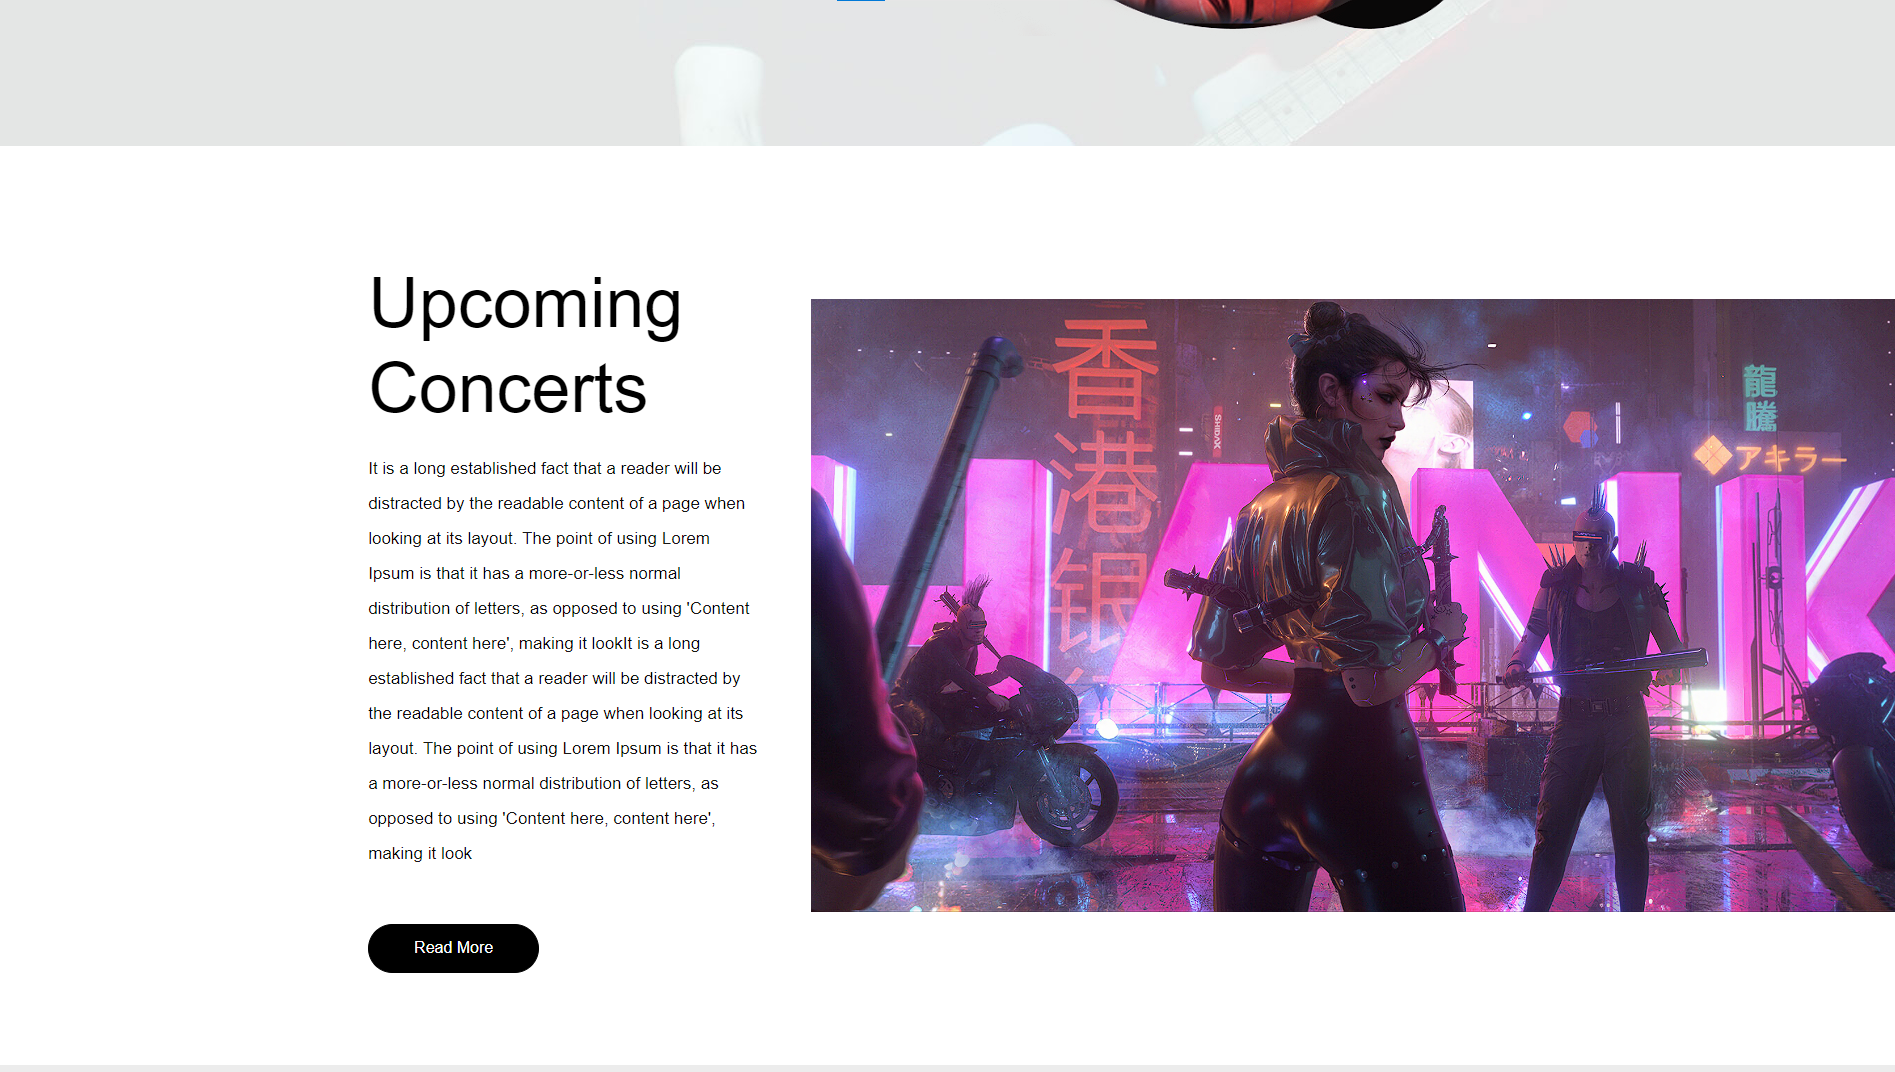 Upcoming
Concerts
It is a long established fact that a reader will be
distracted by the readable content of a page when
looking at its layout. The point of using Lorem
Ipsum is that it has a more-or-less normal
distribution of letters, as opposed to using 'Content
here, content here', making it lookIt is a long
established fact that a reader will be distracted by
the readable content of a page when looking at its
layout. The point of using Lorem Ipsum is that it has
a more-or-less normal distribution of letters, as
opposed to using 'Content here, content here',
making it look
Read More
香港银
SHIBAX
龍騰
アキラー
HANK